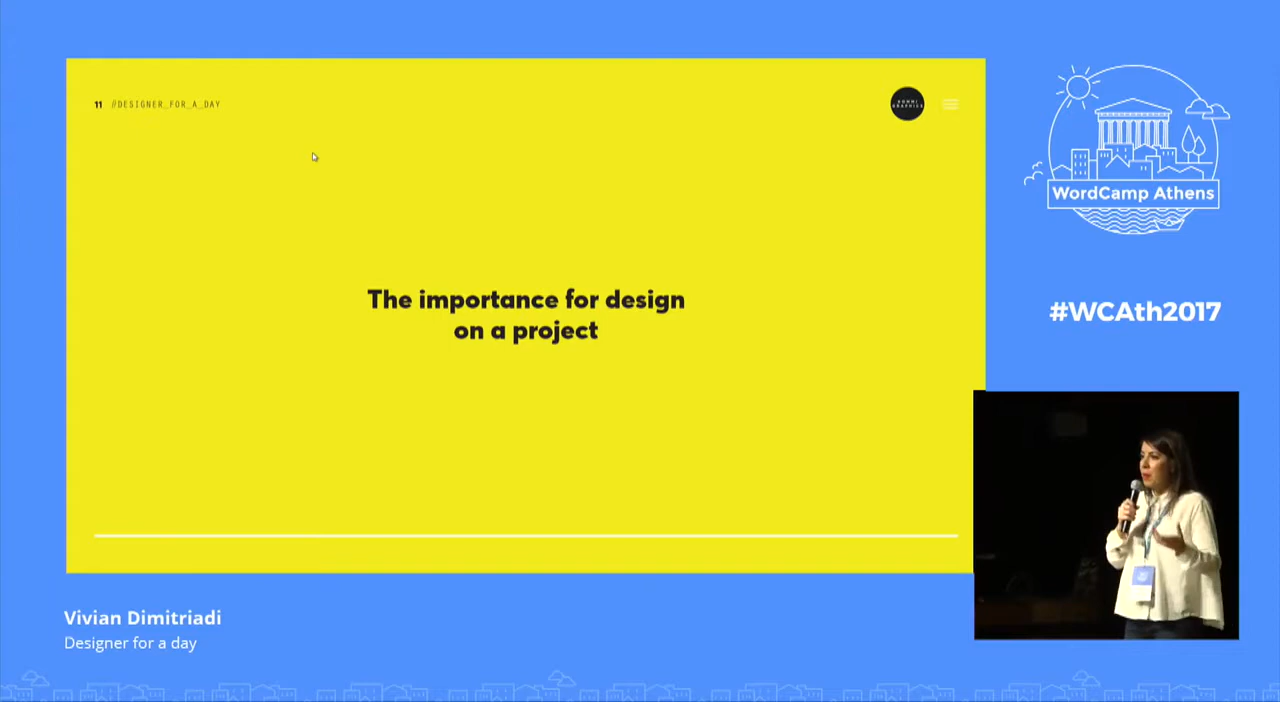 11 //DESIGNER_FOR_A_DAY
The importance for design
on a project
WordCamp Athens
#WCAth2017
Vivian Dimitriadi
Designer for a day